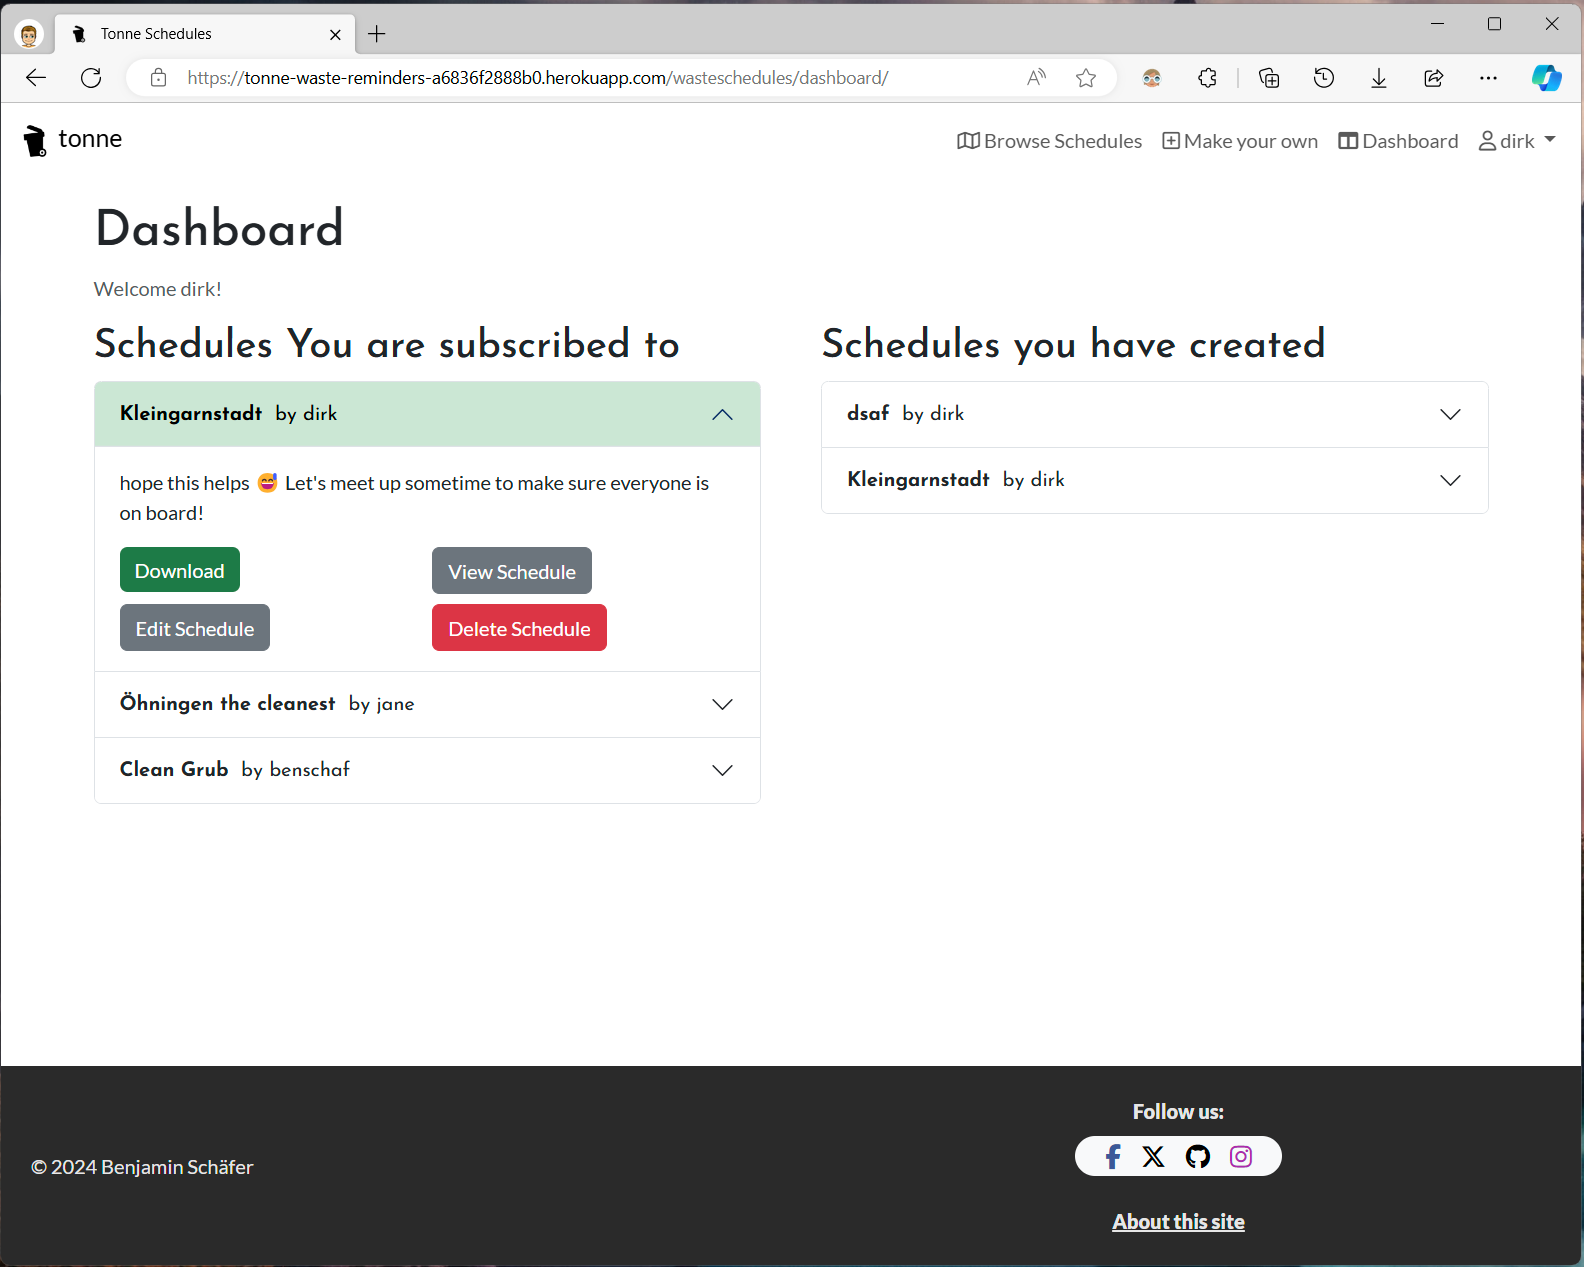 Tonne Schedules
https://tonne-waste-reminders-a6836f2888b0.herokuapp.com/wasteschedules/dashboard/
tonne
Browse Schedules
Make your own
Dashboard
dirk
Dashboard
Welcome dirk!
Schedules You are subscribed to
Kleingarnstadt by dirk
hope this helps 😅 Let's meet up sometime to make sure everyone is
on board!
Download
View Schedule
Edit Schedule
Delete Schedule
Öhningen the cleanest by jane
Clean Grub by benschaf
Schedules you have created
dsaf by dirk
Kleingarnstadt by dirk
© 2024 Benjamin Schäfer
Follow us:
About this site